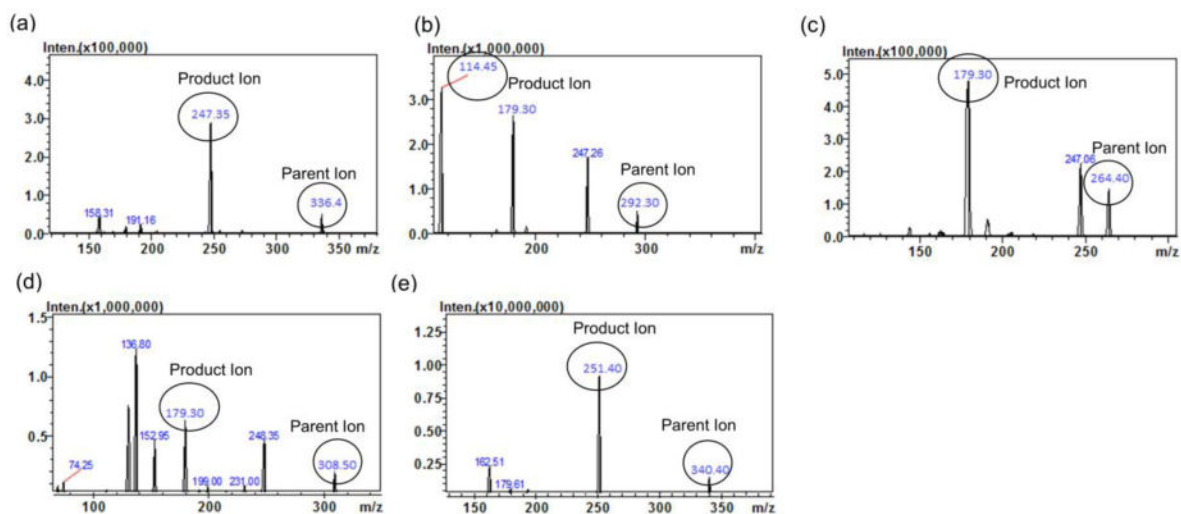 (a)
Inten.(x100,000)
4.0
3.0
2.0
1.0
0.0
Product Ion
247.35
Parent Ion
336.4
158.31
191.16
150
200
250
300
350
m/z
(b)
Inten.(x1,000,000)
3.0
2.0
1.0
0.0
114.45
Product Ion
179.30
247.26
Parent Ion
292.30
200
300
m/z
(c)
Inten.(x100,000)
5.0
4.0
3.0
2.0
1.0
0.0
179.30
Product Ion
247.06
Parent Ion
264.40
150
200
250
m/z
(d)
Inten.(x1,000,000)
1.5
1.0
0.5
136.80
Product Ion
179.30
152.95
74.25
199.00
231.00
248.35
Parent Ion
308.50
100
200
300
m/z
(e)
Inten.(x10,000,000)
1.25
1.00
0.75
0.50
0.25
Product Ion
251.40
Parent Ion
340.40
162.51
179.61
150
200
250
300
350
m/z